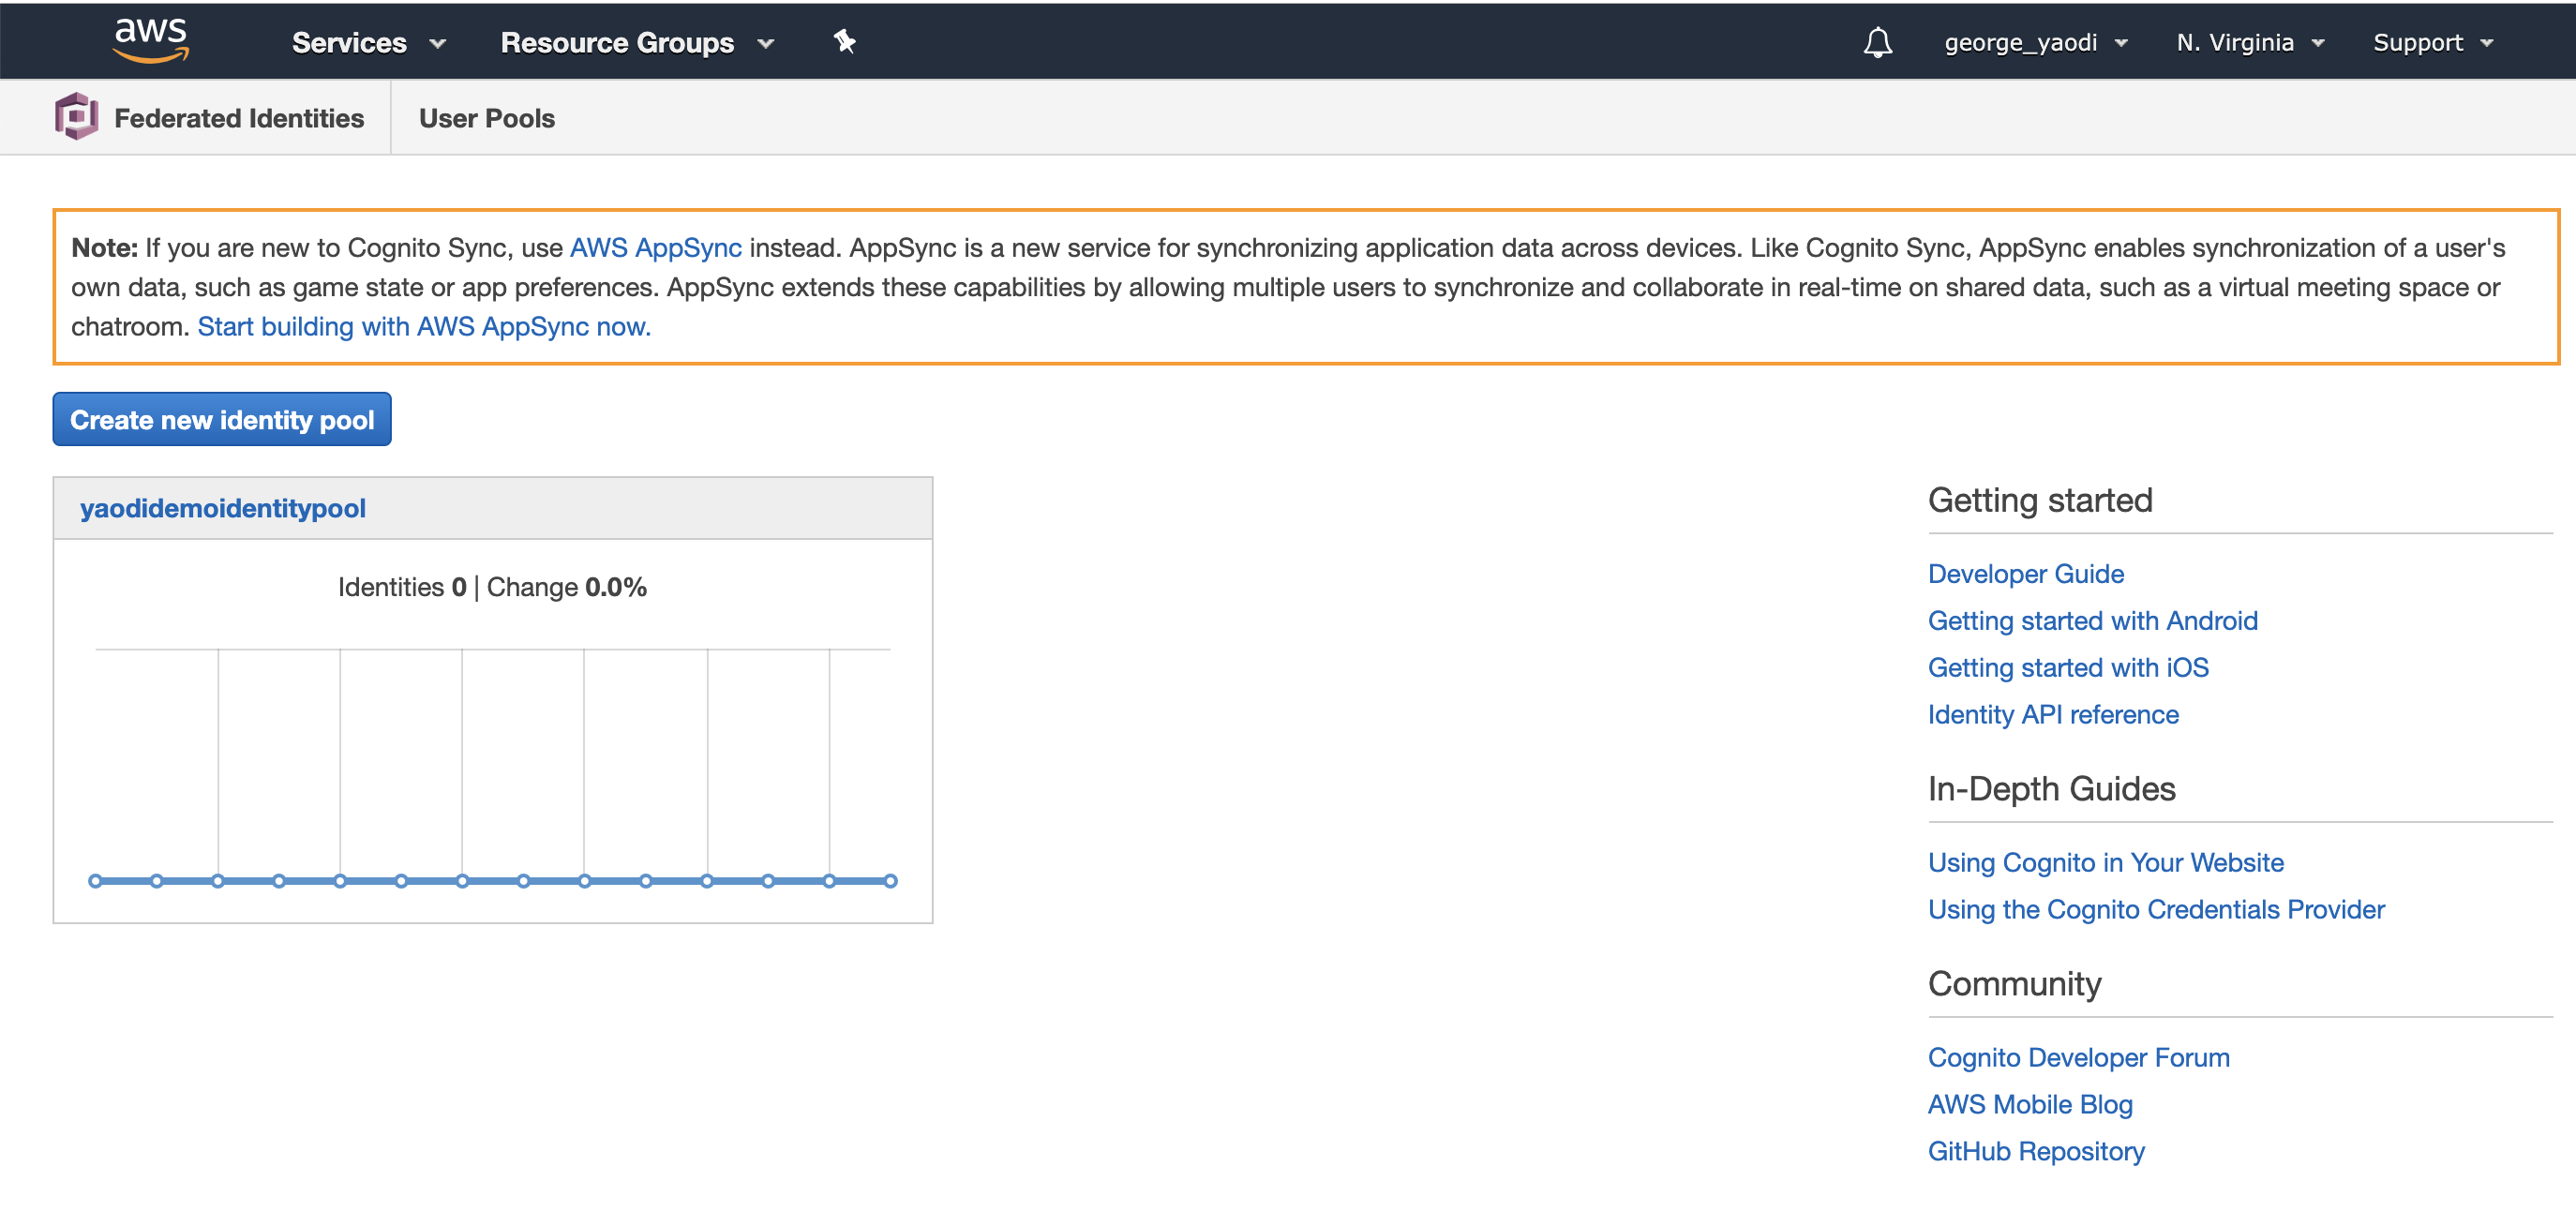 aws
Services
Resource Groups
george_yaodi
N. Virginia
Support
Federated Identities
User Pools
Note: If you are new to Cognito Sync, use AWS AppSync instead. AppSync is a new service for synchronizing application data across devices. Like Cognito Sync, AppSync enables synchronization of a user's
own data, such as game state or app preferences. AppSync extends these capabilities by allowing multiple users to synchronize and collaborate in real-time on shared data, such as a virtual meeting space or
chatroom. Start building with AWS AppSync now.
Create new identity pool
yaodidemoidentitypool
Identities 0 | Change 0.0%
Getting started
Developer Guide
Getting started with Android
Getting started with iOS
Identity API reference
In-Depth Guides
Using Cognito in Your Website
Using the Cognito Credentials Provider
Community
Cognito Developer Forum
AWS Mobile Blog
GitHub Repository